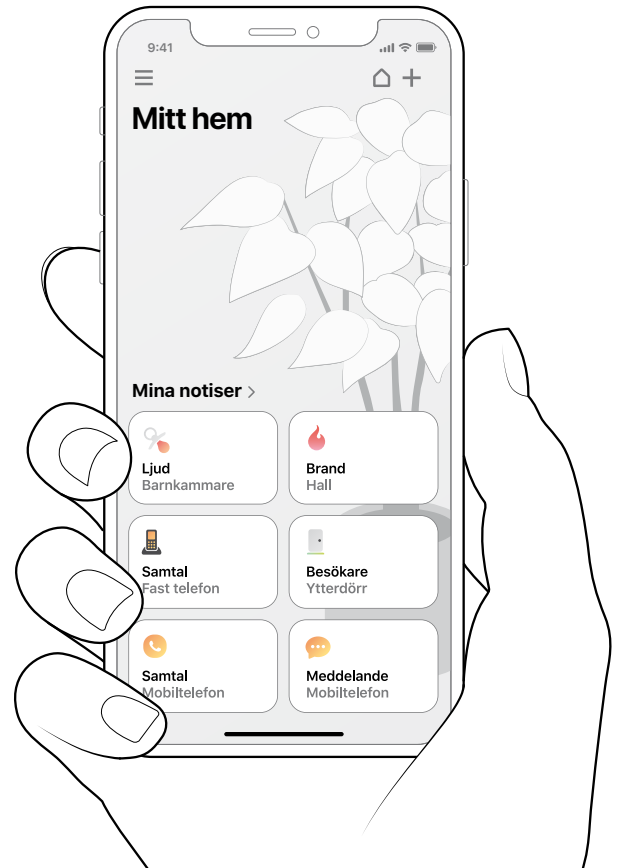 9:41
Mitt hem
Mina notiser >
Ljud
Barnkammare
Brand
Hall
Samtal
Fast telefon
Besökare
Ytterdörr
Samtal
Mobiltelefon
Meddelande
Mobiltelefon